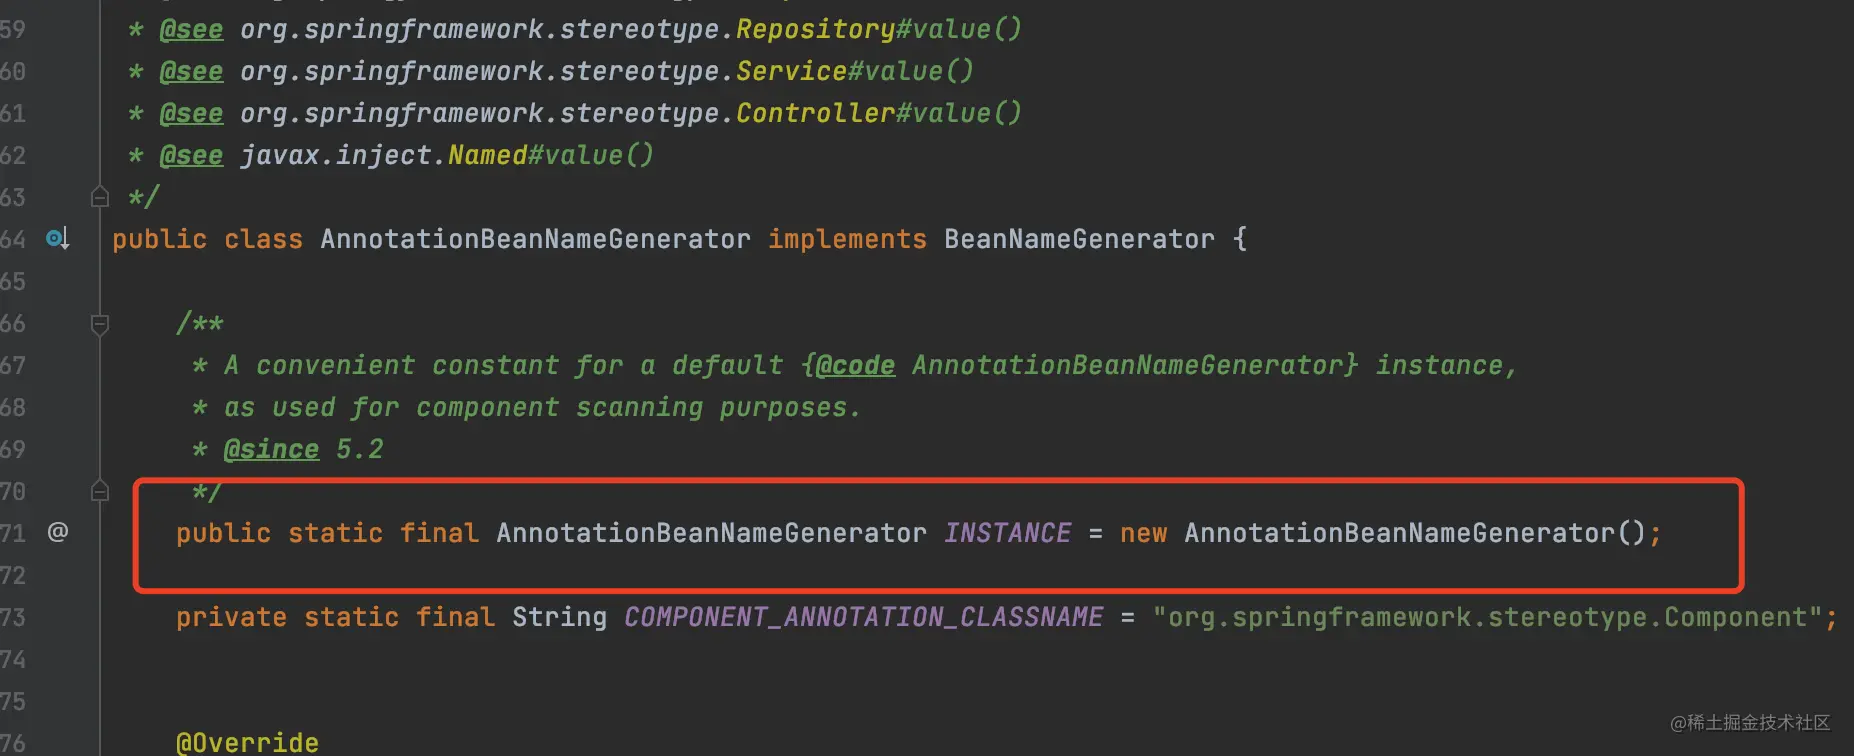 59 * @see org.springframework.stereotype.Repository#value()
60 * @see org.springframework.stereotype.Service#value()
61 * @see org.springframework.stereotype.Controller#value()
62 * @see javax.inject.Named#value()
63 */
64 public class AnnotationBeanNameGenerator implements BeanNameGenerator {
65
66 /**
67 * A convenient constant for a default {@code AnnotationBeanNameGenerator} instance,
68 * as used for component scanning purposes.
69 * @since 5.2
70 */
71 @ public static final AnnotationBeanNameGenerator INSTANCE = new AnnotationBeanNameGenerator();
72
73 private static final String COMPONENT_ANNOTATION_CLASSNAME = "org.springframework.stereotype.Component";
74
75
76 @Override
@稀土掘金技术社区